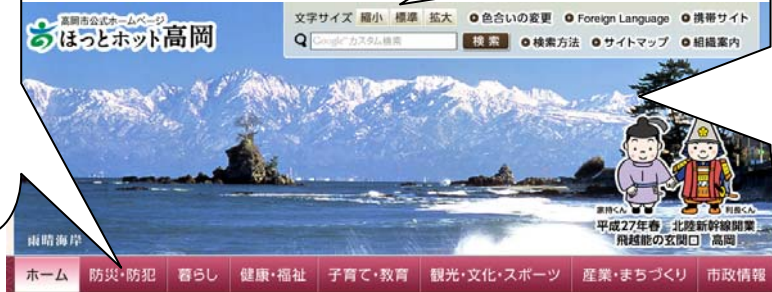 高岡市公式ホームページ
ほっとホット高岡
文字サイズ 縮小 標準 拡大 色合いの変更 Foreign Language 携帯サイト
Google™ カスタム検索 検索 検索方法 サイトマップ 組織案内
家持くん 利長くん
平成27年春 北陸新幹線開業
飛越能の玄関口 高岡
雨晴海岸
ホーム 防災・防犯 暮らし 健康・福祉 子育て・教育 観光・文化・スポーツ 産業・まちづくり 市政情報